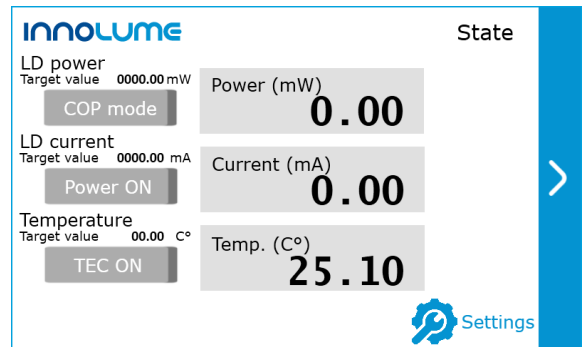 INNOLUME
State
LD power
Target value 0000.00 mW
COP mode
Power (mW)
0.00
LD current
Target value 0000.00 mA
Power ON
Current (mA)
0.00
Temperature
Target value 00.00 C°
TEC ON
Temp. (C°)
25.10
Settings